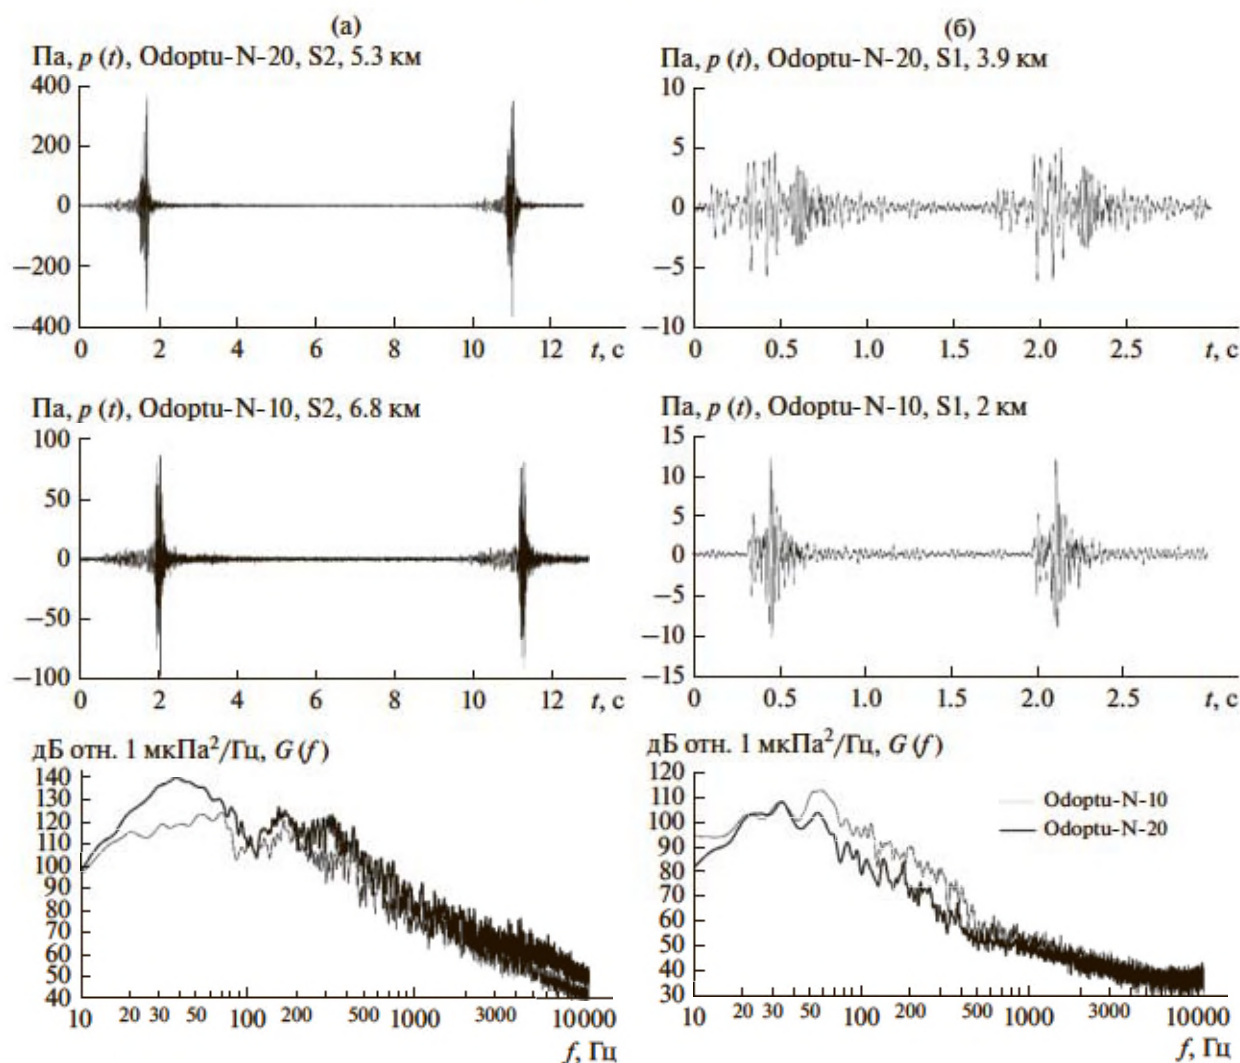 (а)
Па, p (t), Odoptu-N-20, S2, 5.3 км
400
200
0
−200
−400
0 2 4 6 8 10 12 t, с
(б)
Па, p (t), Odoptu-N-20, S1, 3.9 км
10
5
0
−5
−10
0 0.5 1.0 1.5 2.0 2.5 t, с
Па, p (t), Odoptu-N-10, S2, 6.8 км
100
50
0
−50
−100
0 2 4 6 8 10 12 t, с
Па, p (t), Odoptu-N-10, S1, 2 км
15
10
5
0
−5
−10
−15
0 0.5 1.0 1.5 2.0 2.5 t, с
дБ отн. 1 мкПа²/Гц, G (f)
140
130
120
110
100
90
80
70
60
50
40
10 20 30 100 200 1000 3000 10 000
f, Гц
дБ отн. 1 мкПа²/Гц, G (f)
120
110
100
90
80
70
60
50
40
30
Odoptu-N-10
Odoptu-N-20
10 20 30 100 200 1000 3000 10000
f, Гц